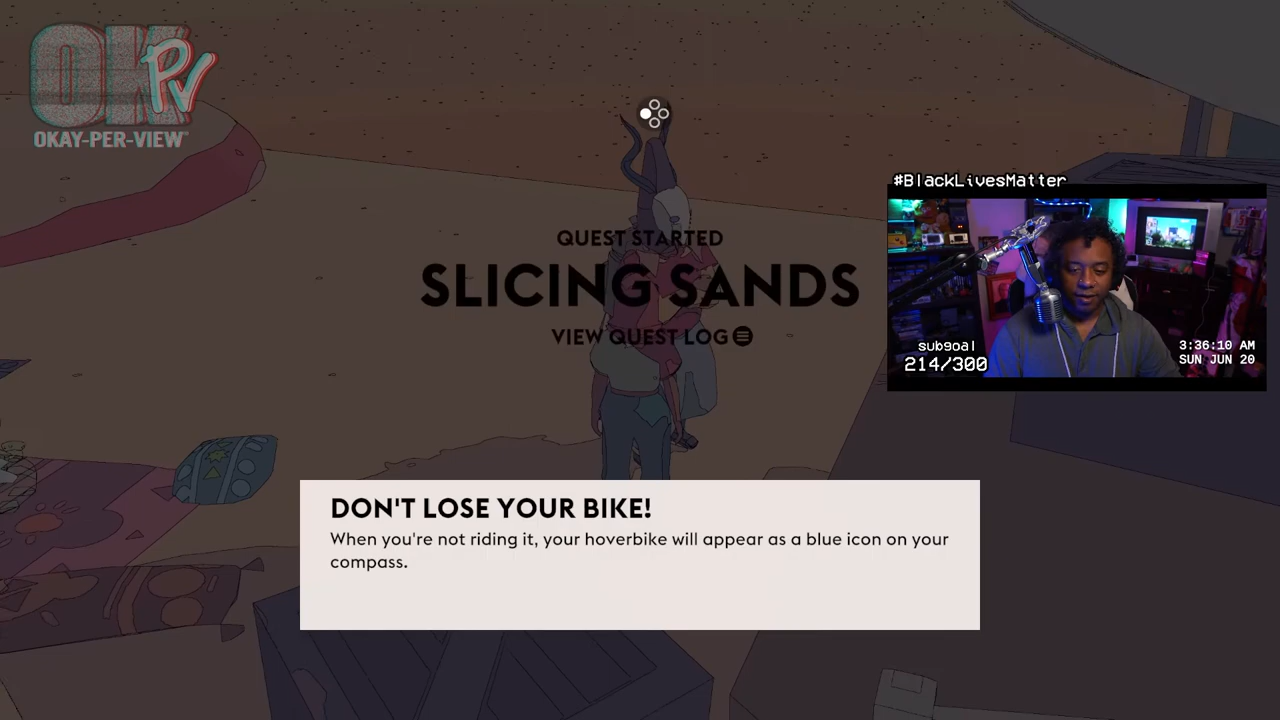 OK PV
OKAY-PER-VIEW
#BlackLivesMatter
QUEST STARTED
SLICING SANDS
VIEW QUEST LOG
subgoal
214/300
3:36:10 AM
SUN JUN 20
DON'T LOSE YOUR BIKE!
When you're not riding it, your hoverbike will appear as a blue icon on your
compass.